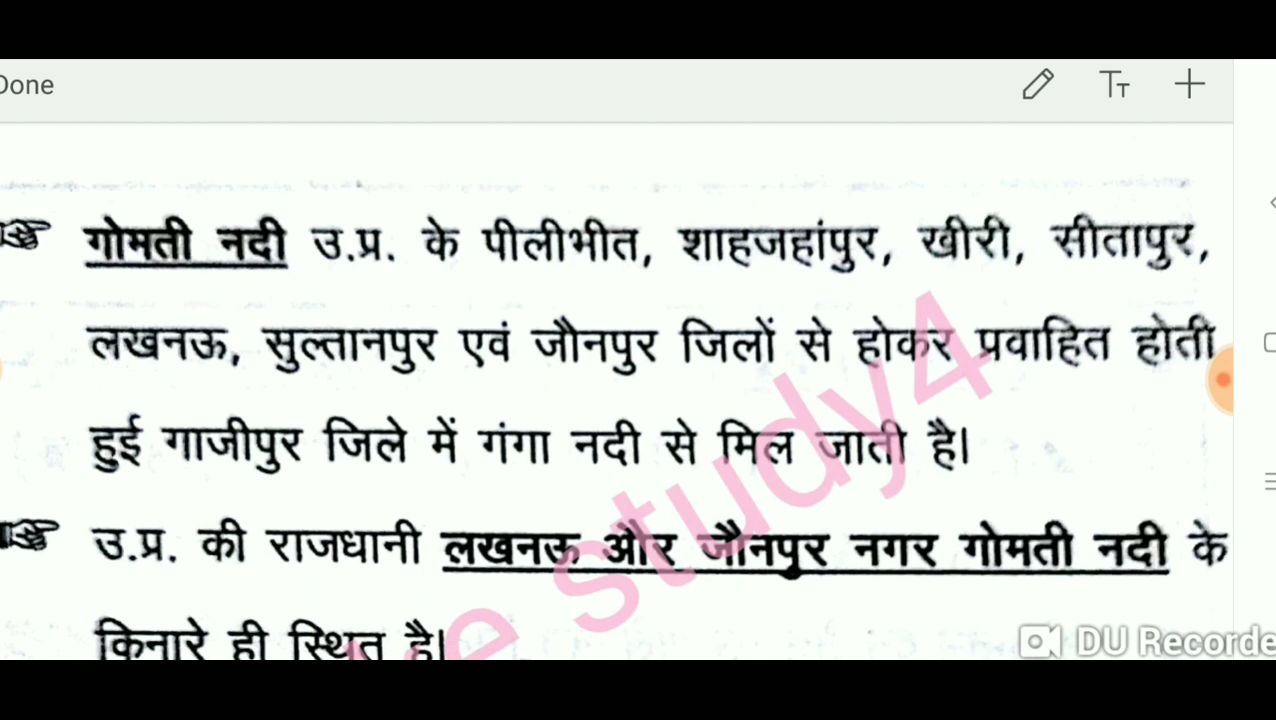 Done
गोमती नदी उ.प्र. के पीलीभीत, शाहजहांपुर, खीरी, सीतापुर,
लखनऊ, सुल्तानपुर एवं जौनपुर जिलों से होकर प्रवाहित होती
हुई गाजीपुर जिले में गंगा नदी से मिल जाती है।
उ.प्र. की राजधानी लखनऊ और जौनपुर नगर गोमती नदी के
किनारे ही स्थित है।
study4
DU Recorde